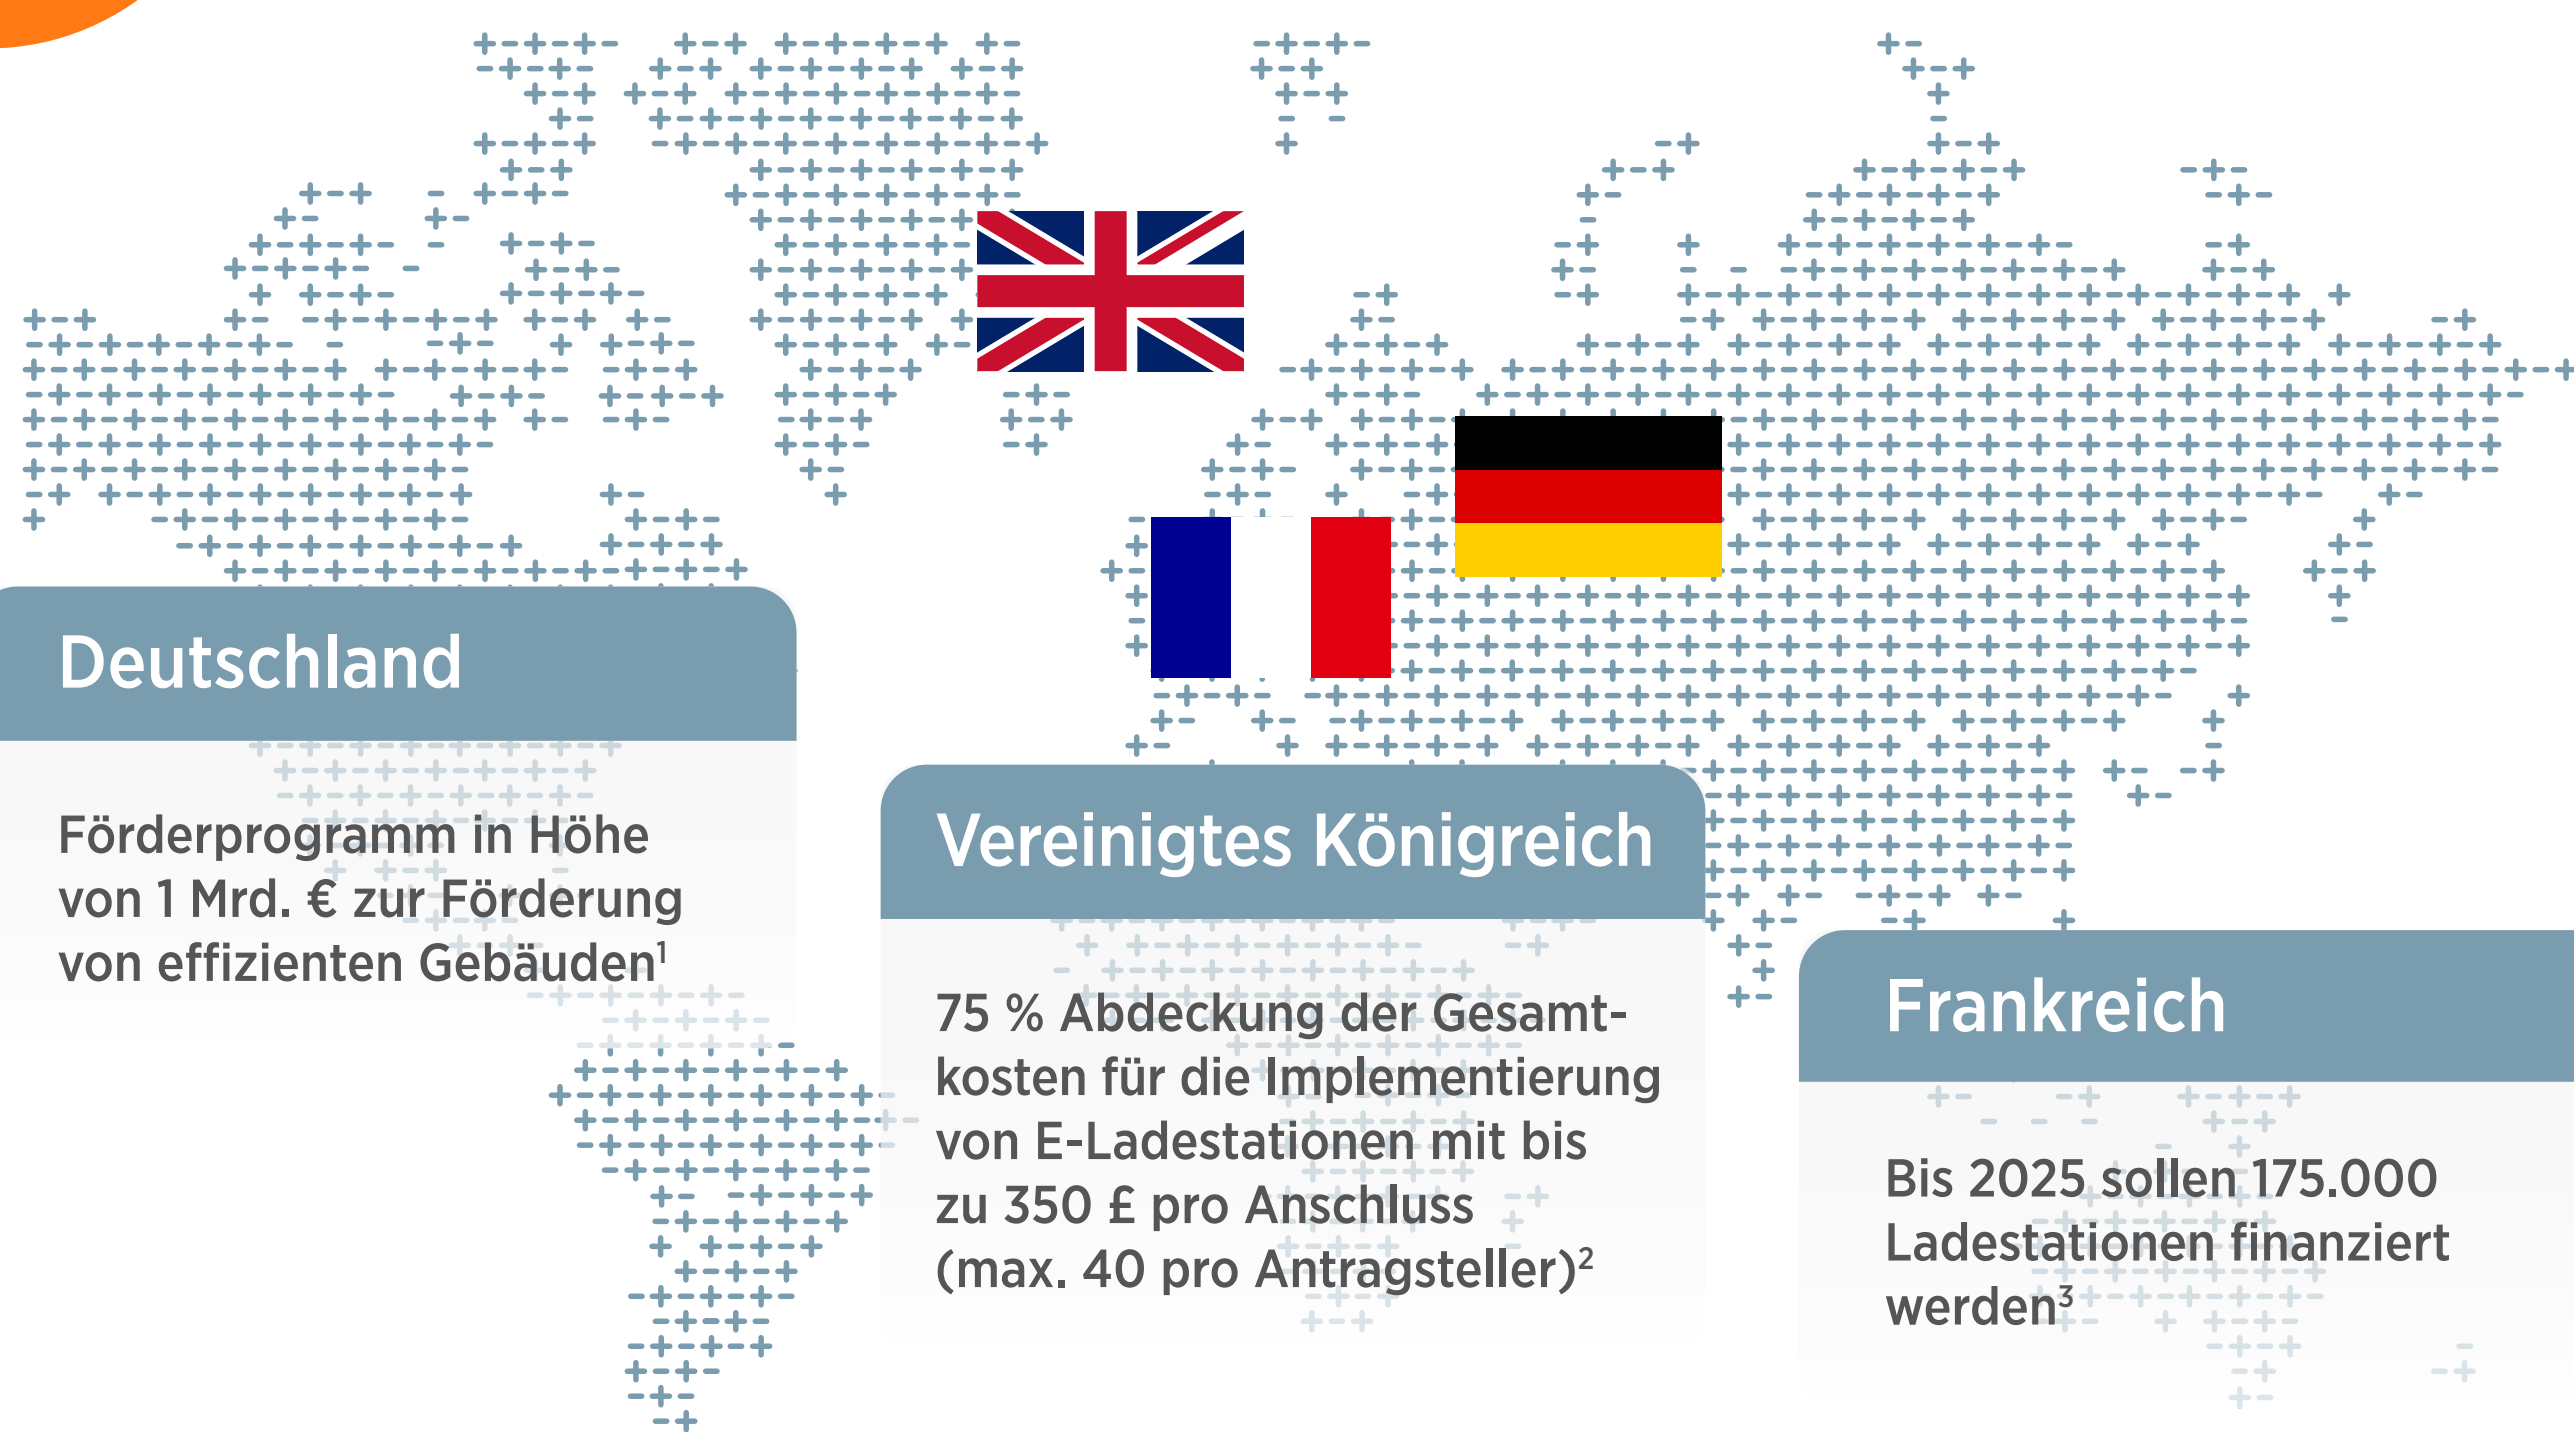 Deutschland
Förderprogramm in Höhe
von 1 Mrd. € zur Förderung
von effizienten Gebäuden¹
Vereinigtes Königreich
75 % Abdeckung der Gesamt-
kosten für die Implementierung
von E-Ladestationen mit bis
zu 350 £ pro Anschluss
(max. 40 pro Antragsteller)²
Frankreich
Bis 2025 sollen 175.000
Ladestationen finanziert
werden³